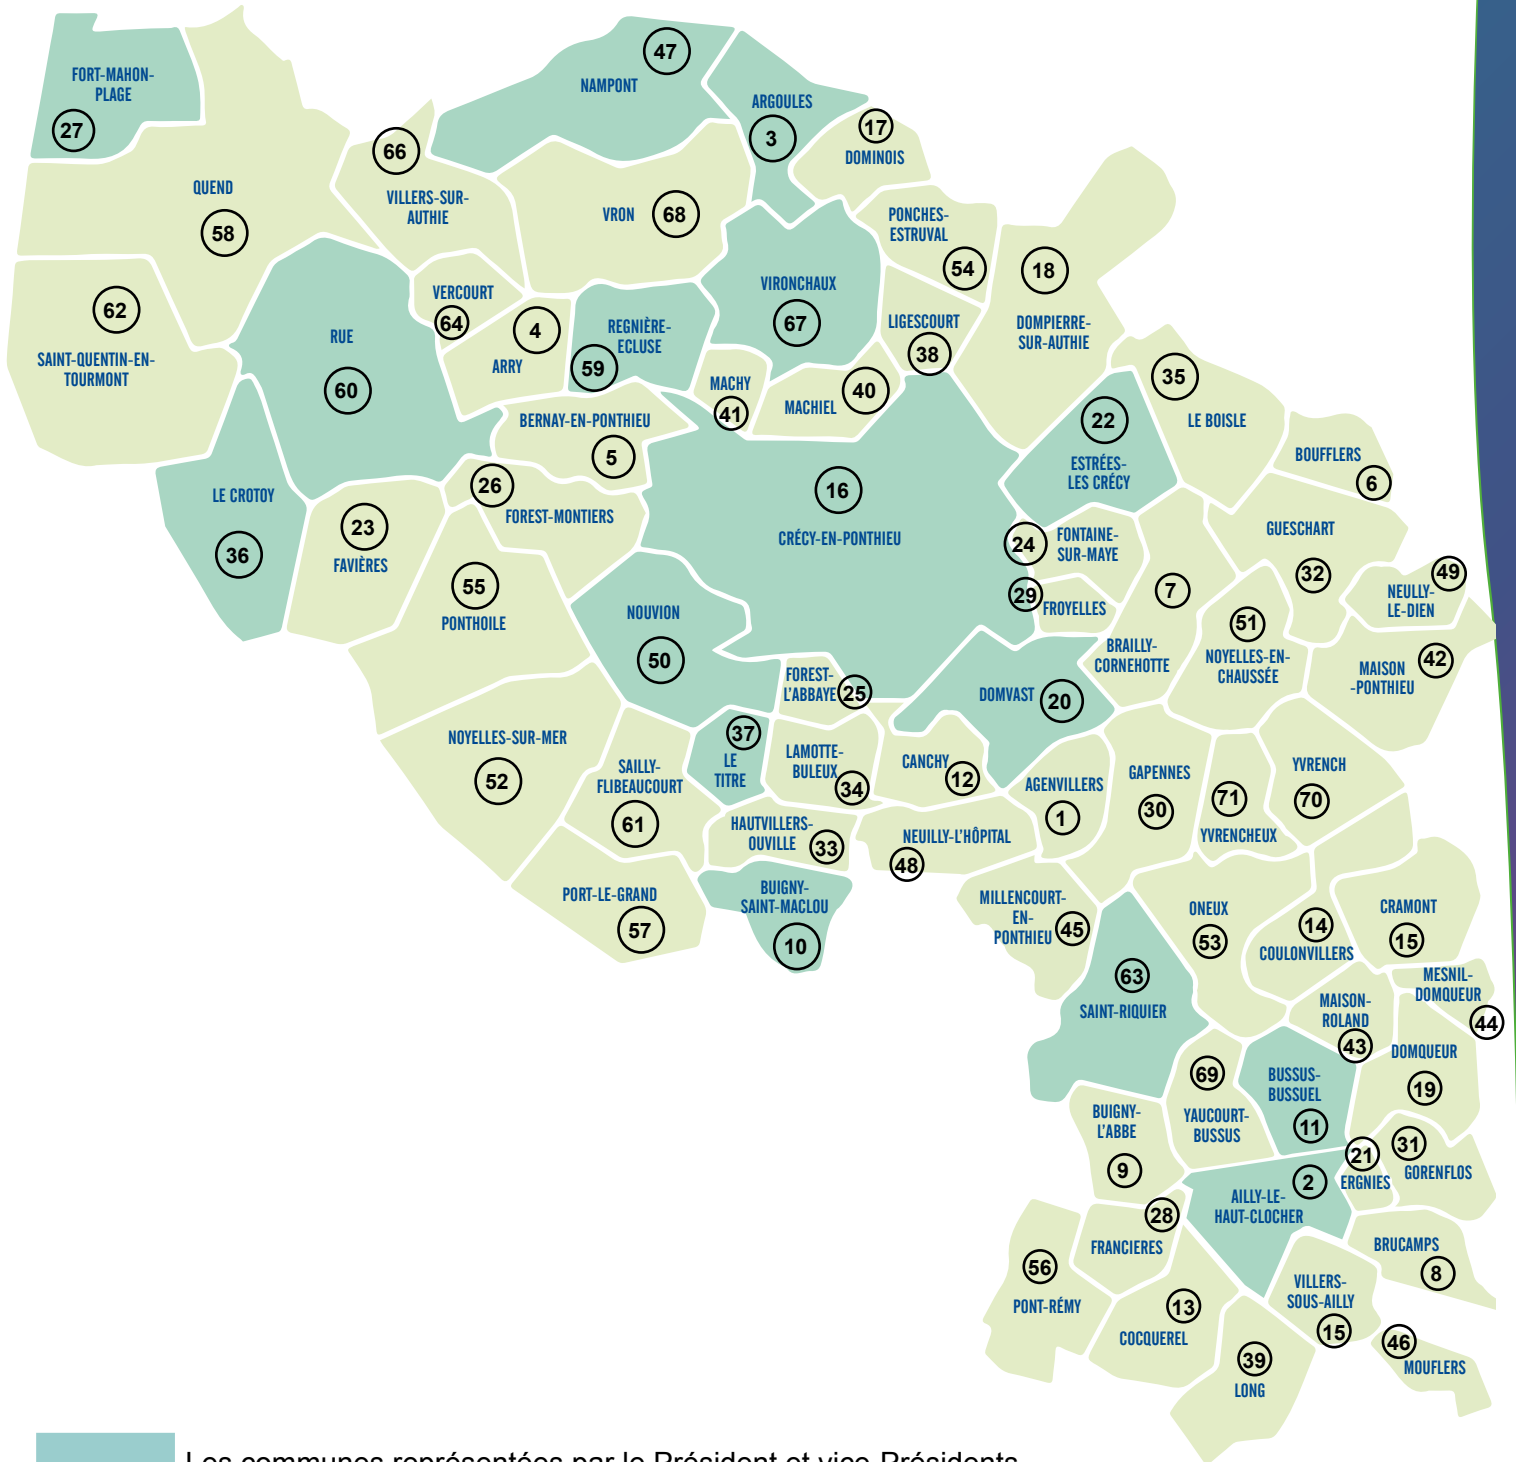 47
FORT-MAHON-
PLAGE
27
NAMPONT
ARGOULES
3
17
DOMINOIS
66
VILLERS-SUR-
AUTHIE
QUEND
58
VRON
68
PONCHES-
ESTRUVAL
54
18
DOMPIERRE-
SUR-AUTHIE
62
SAINT-QUENTIN-EN-
TOURMONT
VERCOURT
64
4
ARRY
REGNIÈRE-
ECLUSE
59
VIRONCHAUX
67
LIGESCOURT
38
RUE
60
MACHY
41
MACHIEL
40
35
LE BOISLE
22
ESTRÉES-
LES CRÉCY
BOUFFLERS
6
BERNAY-EN-PONTHIEU
5
26
FOREST-MONTIERS
LE CROTOY
36
23
FAVIÈRES
16
CRÉCY-EN-PONTHIEU
24
FONTAINE-
SUR-MAYE
GUESCHART
32
49
NEULLY-
LE-DIEN
55
PONTHOILE
29
FROYELLES
7
BRAILLY-
CORNEHOTTE
51
NOYELLES-EN-
CHAUSSÉE
NOUVION
50
MAISON
-PONTHIEU
42
FOREST-
L'ABBAYE
25
DOMVAST
20
NOYELLES-SUR-MER
52
SAILLY-
FLIBEAUCOURT
61
37
LE
TITRE
LAMOTTE-
BULEUX
34
CANCHY
12
AGENVILLERS
1
GAPENNES
30
71
YVRENCHEUX
YVRENCH
70
HAUTVILLERS-
OUVILLE
33
NEUILLY-L'HÔPITAL
48
PORT-LE-GRAND
57
BUIGNY-
SAINT-MACLOU
10
MILLENCOURT-
EN-
PONTHIEU
45
ONEUX
53
14
COULONVILLERS
CRAMONT
15
63
SAINT-RIQUIER
MESNIL-
DOMQUEUR
44
MAISON-
ROLAND
43
DOMQUEUR
19
69
YAUCOURT-
BUSSUS
BUSSUS-
BUSSUEL
11
BUIGNY-
L'ABBE
9
21
ERGNIES
31
GORENFLOS
2
AILLY-LE-
HAUT-CLOCHER
28
FRANCIERES
BRUCAMPS
8
56
PONT-RÉMY
13
COCQUEREL
VILLERS-
SOUS-AILLY
15
46
MOUFLERS
39
LONG
Les communes représentées par le Président et vice-Présidents